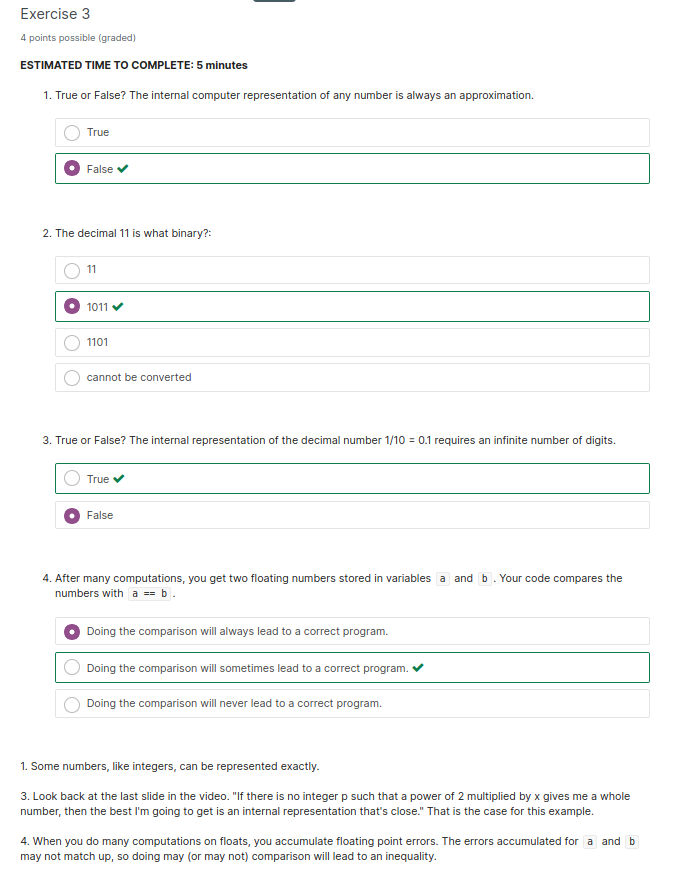 Exercise 3
4 points possible (graded)
ESTIMATED TIME TO COMPLETE: 5 minutes
1. True or False? The internal computer representation of any number is always an approximation.
True
False
2. The decimal 11 is what binary?:
11
1011
1101
cannot be converted
3. True or False? The internal representation of the decimal number 1/10 = 0.1 requires an infinite number of digits.
True
False
4. After many computations, you get two floating numbers stored in variables a and b. Your code compares the
numbers with a == b.
Doing the comparison will always lead to a correct program.
Doing the comparison will sometimes lead to a correct program.
Doing the comparison will never lead to a correct program.
1. Some numbers, like integers, can be represented exactly.
3. Look back at the last slide in the video. "If there is no integer p such that a power of 2 multiplied by x gives me a whole
number, then the best I'm going to get is an internal representation that's close." That is the case for this example.
4. When you do many computations on floats, you accumulate floating point errors. The errors accumulated for a and b
may not match up, so doing may (or may not) comparison will lead to an inequality.